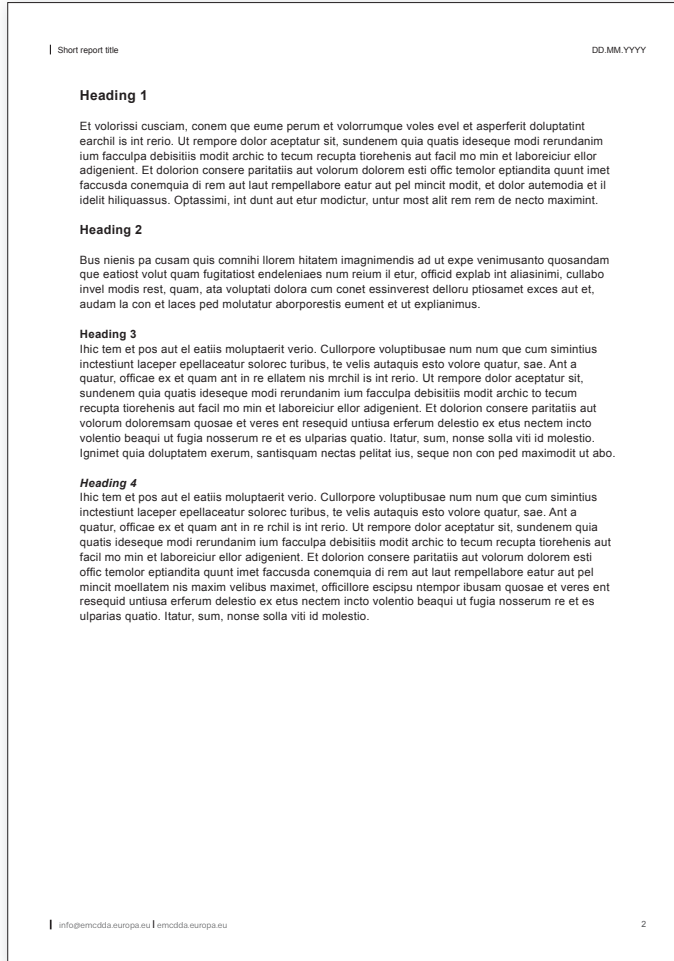 Short report title
DD.MM.YYYY
Heading 1
Et volorissi cusciam, conem que eume perum et volorrumque voles evel et asperferit doluptatint
earchil is int rerio. Ut rempore dolor aceptatur sit, sundenem quia quatis ideseque modi rerundanim
ium facculpa debisitiis modit archic to tecum recupta tiorehenis aut facil mo min et laboreiciur ellor
adigenient. Et dolorion consere paritatiis aut volorum dolorem esti offic temolor eptiandita quunt imet
faccusda conemquia di rem aut laut rempellabore eatur aut pel mincit modit, et dolor autemodia et il
idelit hiliquassus. Optassimi, int dunt aut etur modictur, untur most alit rem rem de necto maximint.
Heading 2
Bus nienis pa cusam quis comnihi llorem hitatem imagnimendis ad ut expe venimusanto quosandam
que eatiost volut quam fugitatiost endeleniaes num reium il etur, officid explab int aliasinimi, cullabo
invel modis rest, quam, ata voluptati dolora cum conet essinverest delloru ptiosamet exces aut et,
audam la con et laces ped molutatur aborporestis eument et ut explianimus.
Heading 3
Ihic tem et pos aut el eatiis moluptaerit verio. Cullorpore voluptibusae num num que cum simintius
inctestiunt laceper epellaceatur solorec turibus, te velis autaquis esto volore quatur, sae. Ant a
quatur, officae ex et quam ant in re ellatem nis mrchil is int rerio. Ut rempore dolor aceptatur sit,
sundenem quia quatis ideseque modi rerundanim ium facculpa debisitiis modit archic to tecum
recupta tiorehenis aut facil mo min et laboreiciur ellor adigenient. Et dolorion consere paritatiis aut
volorum doloremsam quosae et veres ent resequid untiusa erferum delestio ex etus nectem incto
volentio beaqui ut fugia nosserum re et es ulparias quatio. Itatur, sum, nonse solla viti id molestio.
Ignimet quia doluptatem exerum, santisquam nectas pelitat ius, seque non con ped maximodit ut abo.
Heading 4
Ihic tem et pos aut el eatiis moluptaerit verio. Cullorpore voluptibusae num num que cum simintius
inctestiunt laceper epellaceatur solorec turibus, te velis autaquis esto volore quatur, sae. Ant a
quatur, officae ex et quam ant in re rchil is int rerio. Ut rempore dolor aceptatur sit, sundenem quia
quatis ideseque modi rerundanim ium facculpa debisitiis modit archic to tecum recupta tiorehenis aut
facil mo min et laboreiciur ellor adigenient. Et dolorion consere paritatiis aut volorum dolorem esti
offic temolor eptiandita quunt imet faccusda conemquia di rem aut laut rempellabore eatur aut pel
mincit moellatem nis maxim velibus maximet, officillore escipsu ntempor ibusam quosae et veres ent
resequid untiusa erferum delestio ex etus nectem incto volentio beaqui ut fugia nosserum re et es
ulparias quatio. Itatur, sum, nonse solla viti id molestio.
info@emcdda.europa.eu | emcdda.europa.eu
2